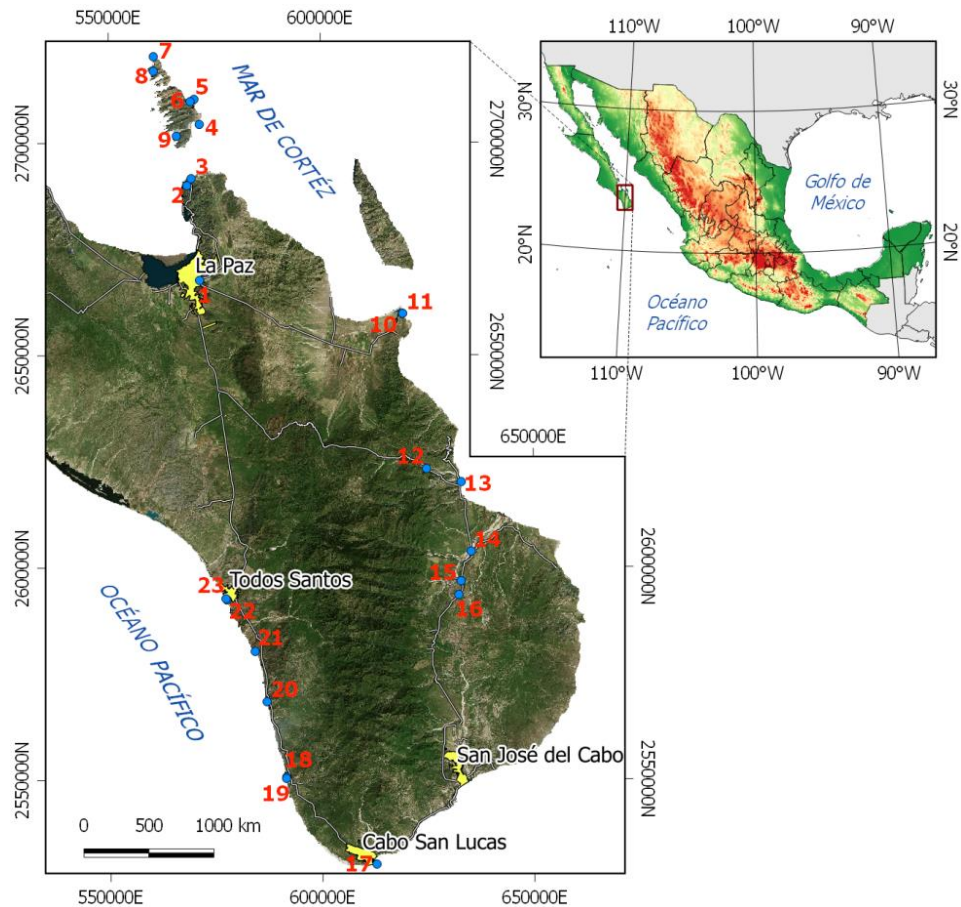 550000E
600000E
110°W
100°W
90°W
7
8
5
6
4
9
MAR DE CORTÉZ
2700000N
30°N
30°N
3
2
Golfo de
México
20°N
20°N
La Paz
1
11
10
Océano
Pacífico
2650000N
2650000N
110°W
100°W
90°W
650000E
12
13
14
2600000N
2600000N
15
16
23
Todos Santos
22
OCÉANO PACÍFICO
21
20
18
19
San José del Cabo
2550000N
2550000N
0 500 1000 km
Cabo San Lucas
17
550000E
600000E
650000E
2700000N